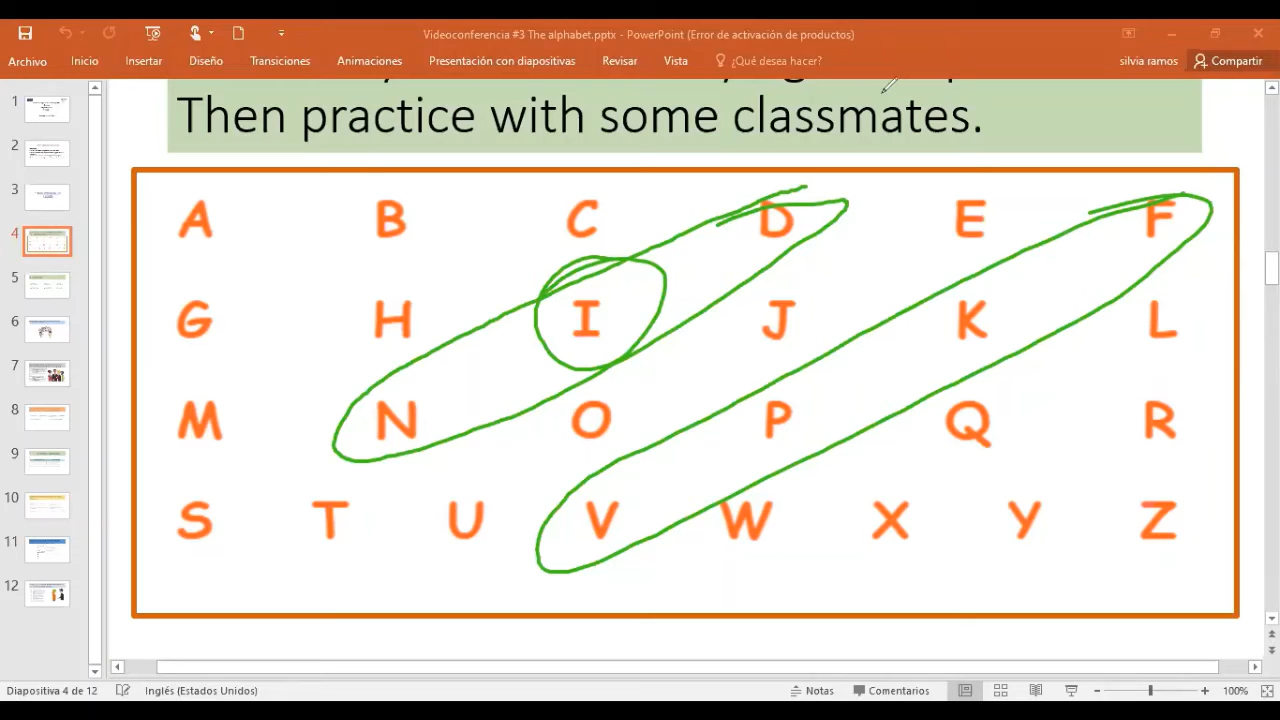 Videoconferencia #3 The alphabet.pptx - PowerPoint (Error de activación de productos)
Archivo Inicio Insertar Diseño Transiciones Animaciones Presentación con diapositivas Revisar Vista ¿Qué desea hacer? silvia ramos Compartir
Then practice with some classmates.
A B C D E F
G H I J K L
M N O P Q R
S T U V W X Y Z
1
2
3
4
5
6
7
8
9
10
11
12
Diapositiva 4 de 12 Inglés (Estados Unidos) Notas Comentarios 100%